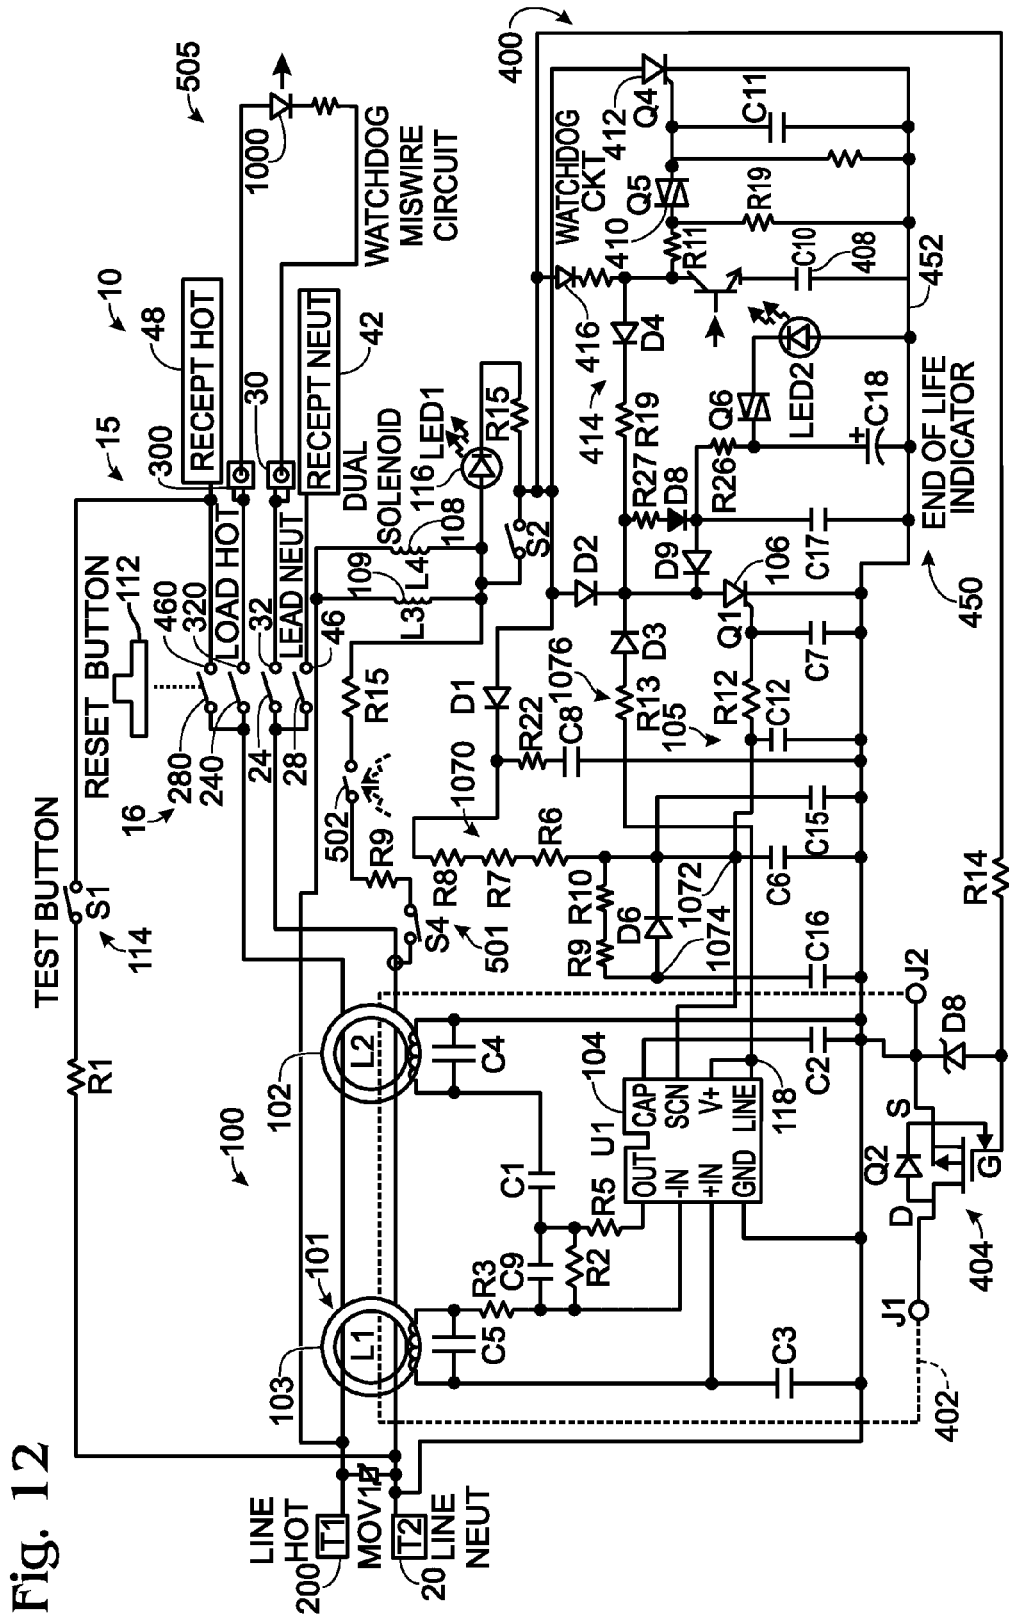 Fig. 12
TEST BUTTON
S1
114
R1
RESET BUTTON
112
16
280
240
24
28
460
320
32
46
LOAD HOT
LEAD NEUT
15
10
300
30
RECEPT HOT
48
RECEPT NEUT
42
505
1000
WATCHDOG
MISWIRE
CIRCUIT
100
101
102
103
L1
L2
LINE
HOT
T1
200
MOV1
T2
20
LINE
NEUT
DUAL
SOLENOID
109
108
L3
L4
116
LED1
R15
R15
S2
502
R9
S4
501
C4
C5
R3
C9
C1
R2
R5
C3
U1
104
OUT
-IN
+IN
GND
CAP
SCN
V+
LINE
118
C2
1070
D1
R22
C8
R8
R7
R6
R10
R9
D6
1072
1074
C16
C6
C15
1076
R13
D3
105
R12
C12
C7
Q1
106
D2
D9
D8
R27
R19
D4
414
416
410
R26
Q6
LED2
C17
C18
+
450
END OF LIFE
INDICATOR
452
408
C10
R11
R19
Q5
WATCHDOG
CKT
412
Q4
C11
400
R14
J2
D8
S
Q2
D
G
404
J1
402